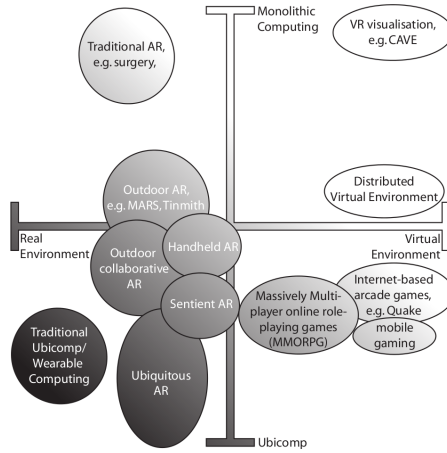 Monolithic
Computing
Traditional AR,
e.g. surgery,
VR visualisation,
e.g. CAVE
Outdoor AR,
e.g. MARS, Tinmith
Distributed
Virtual Environment
Real
Environment
Handheld AR
Virtual
Environment
Outdoor
collaborative
AR
Sentient AR
Massively Multi-
player online role-
playing games
(MMORPG)
Internet-based
arcade games,
e.g. Quake
mobile
gaming
Traditional
Ubicomp/
Wearable
Computing
Ubiquitous
AR
Ubicomp